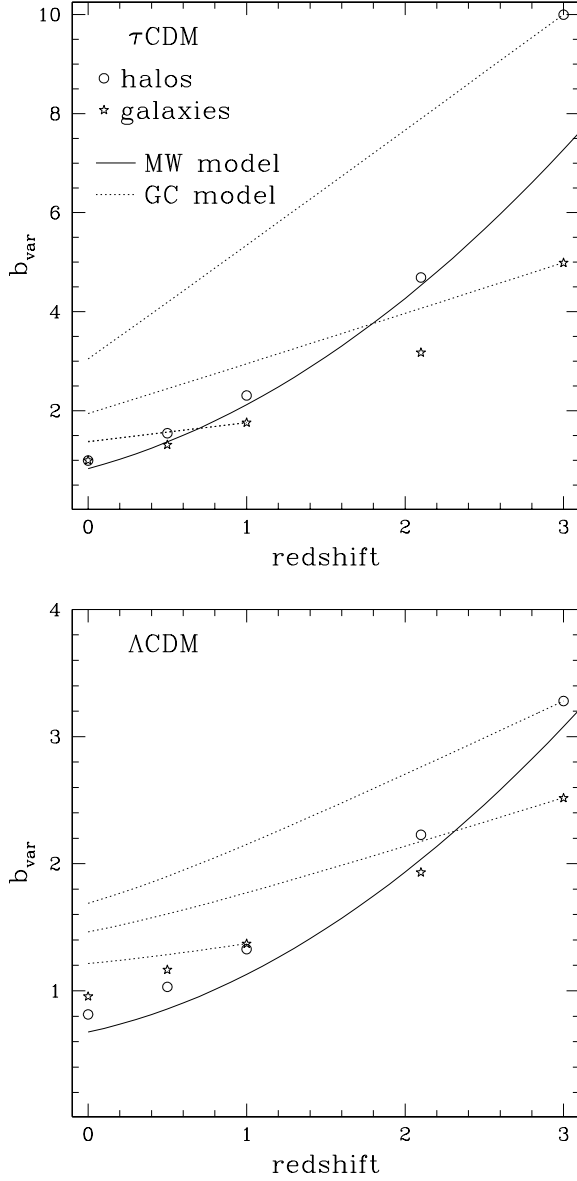 τCDM
halos
galaxies
MW model
GC model
10
8
6
4
2
b_var
0 1 2 3
redshift
ΛCDM
4
3
2
1
b_var
0 1 2 3
redshift